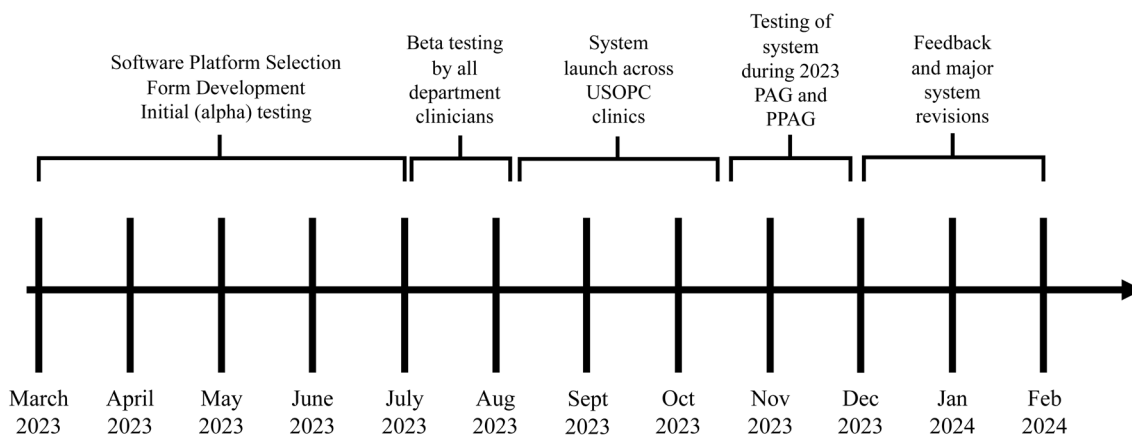 Software Platform Selection
Form Development
Initial (alpha) testing
Beta testing
by all
department
clinicians
System
launch across
USOPC
clinics
Testing of
system
during 2023
PAG and
PPAG
Feedback
and major
system
revisions
March
2023
April
2023
May
2023
June
2023
July
2023
Aug
2023
Sept
2023
Oct
2023
Nov
2023
Dec
2023
Jan
2024
Feb
2024